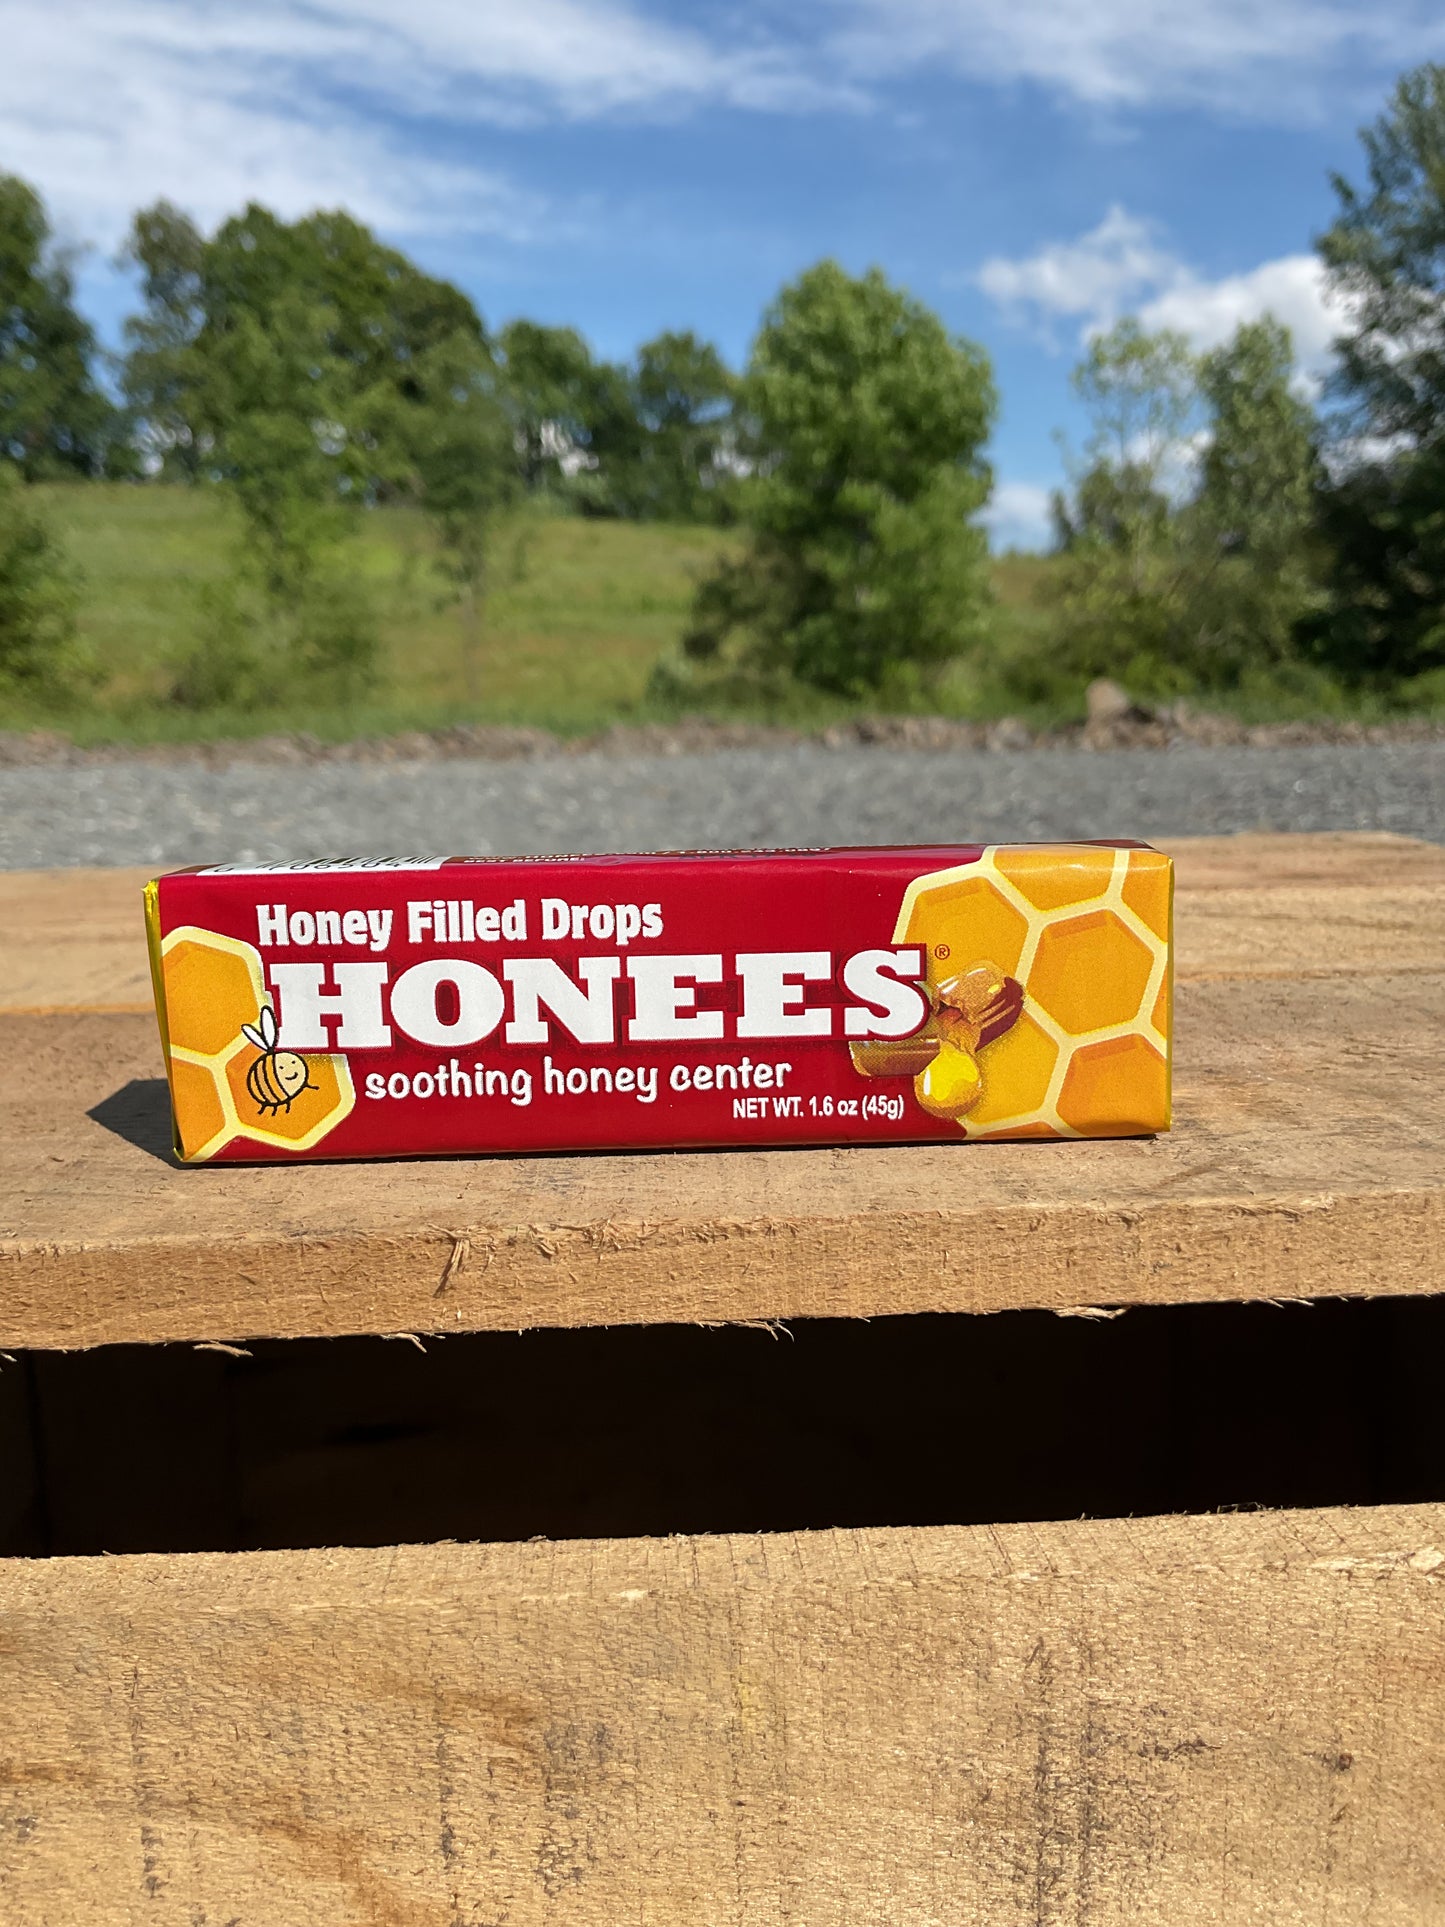 Honey Filled Drops
HONEES®
soothing honey center
NET WT. 1.6 oz (45g)